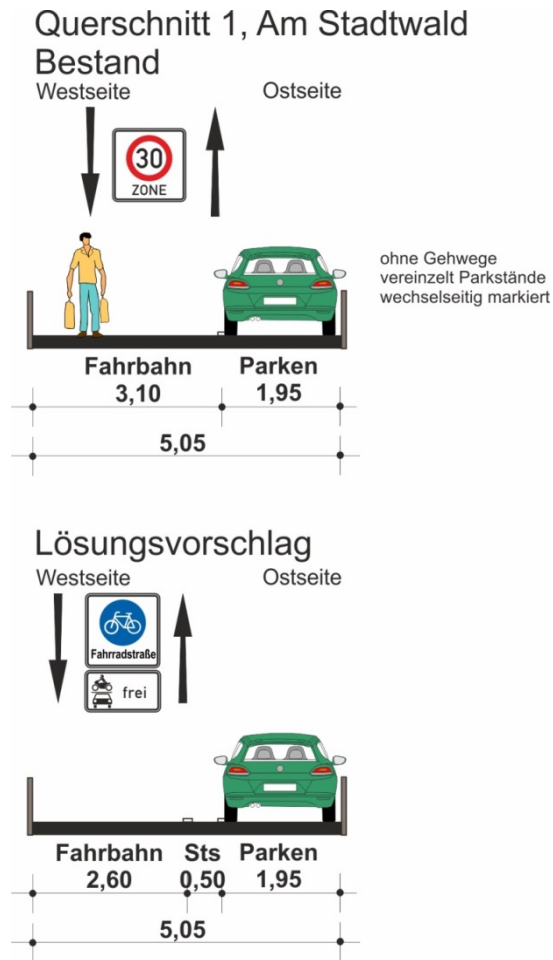 Querschnitt 1, Am Stadtwald
Bestand
Westseite Ostseite
30
ZONE
ohne Gehwege
vereinzelt Parkstände
wechselseitig markiert
Fahrbahn Parken
3,10 1,95
5,05
Lösungsvorschlag
Westseite Ostseite
Fahrradstraße
frei
Fahrbahn Sts Parken
2,60 0,50 1,95
5,05